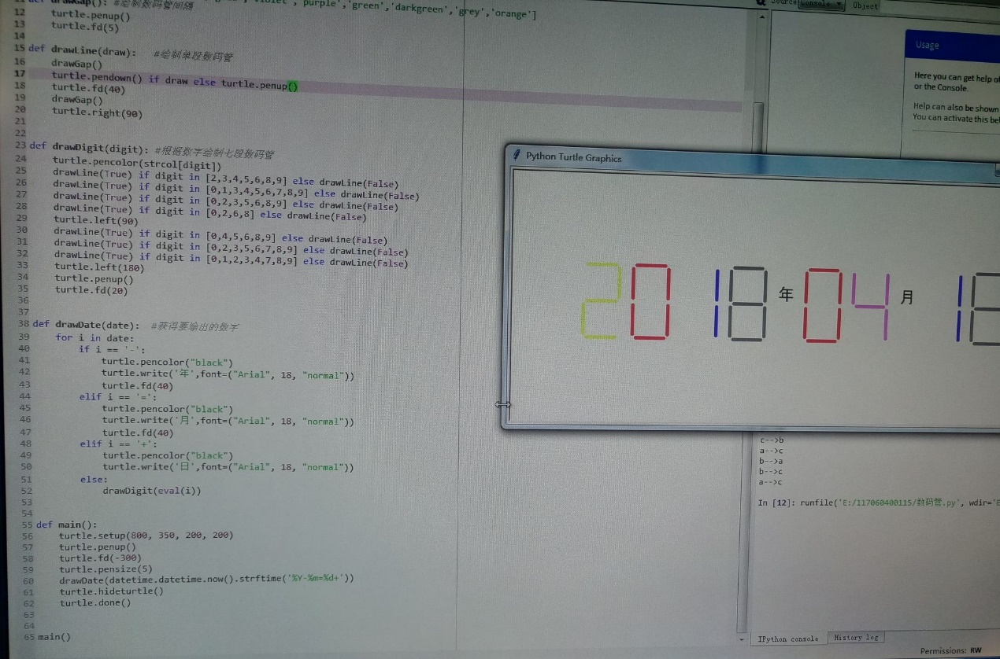 'purple','green','darkgreen','grey','orange']
11 def drawGap(): #绘制数码管间隔
12 turtle.penup()
13 turtle.fd(5)
14
15 def drawLine(draw): #绘制单段数码管
16 drawGap()
17 turtle.pendown() if draw else turtle.penup()
18 turtle.fd(40)
19 drawGap()
20 turtle.right(90)
21
22
23 def drawDigit(digit): #根据数字绘制七段数码管
24 turtle.pencolor(strcol[digit])
25 drawLine(True) if digit in [2,3,4,5,6,8,9] else drawLine(False)
26 drawLine(True) if digit in [0,1,3,4,5,6,7,8,9] else drawLine(False)
27 drawLine(True) if digit in [0,2,3,5,6,8,9] else drawLine(False)
28 drawLine(True) if digit in [0,2,6,8] else drawLine(False)
29 turtle.left(90)
30 drawLine(True) if digit in [0,4,5,6,8,9] else drawLine(False)
31 drawLine(True) if digit in [0,2,3,5,6,7,8,9] else drawLine(False)
32 drawLine(True) if digit in [0,1,2,3,4,7,8,9] else drawLine(False)
33 turtle.left(180)
34 turtle.penup()
35 turtle.fd(20)
36
37
38 def drawDate(date): #获得要输出的数字
39 for i in date:
40 if i == '-':
41 turtle.pencolor("black")
42 turtle.write('年',font=("Arial", 18, "normal"))
43 turtle.fd(40)
44 elif i == '=':
45 turtle.pencolor("black")
46 turtle.write('月',font=("Arial", 18, "normal"))
47 turtle.fd(40)
48 elif i == '+':
49 turtle.pencolor("black")
50 turtle.write('日',font=("Arial", 18, "normal"))
51 else:
52 drawDigit(eval(i))
53
54
55 def main():
56 turtle.setup(800, 350, 200, 200)
57 turtle.penup()
58 turtle.fd(-300)
59 turtle.pensize(5)
60 drawDate(datetime.datetime.now().strftime('%Y-%m=%d+'))
61 turtle.hideturtle()
62 turtle.done()
63
64
65 main()
Source Console Object
Usage
Here you can get help of
or the Console.
Help can also be shown
You can activate this
Python Turtle Graphics
2018年04月 18
c-->b
a-->c
b-->a
b-->c
a-->c
In [12]: runfile('E:/117060400115/数码管.py', wdir='E
IPython console History log
Permissions: RW